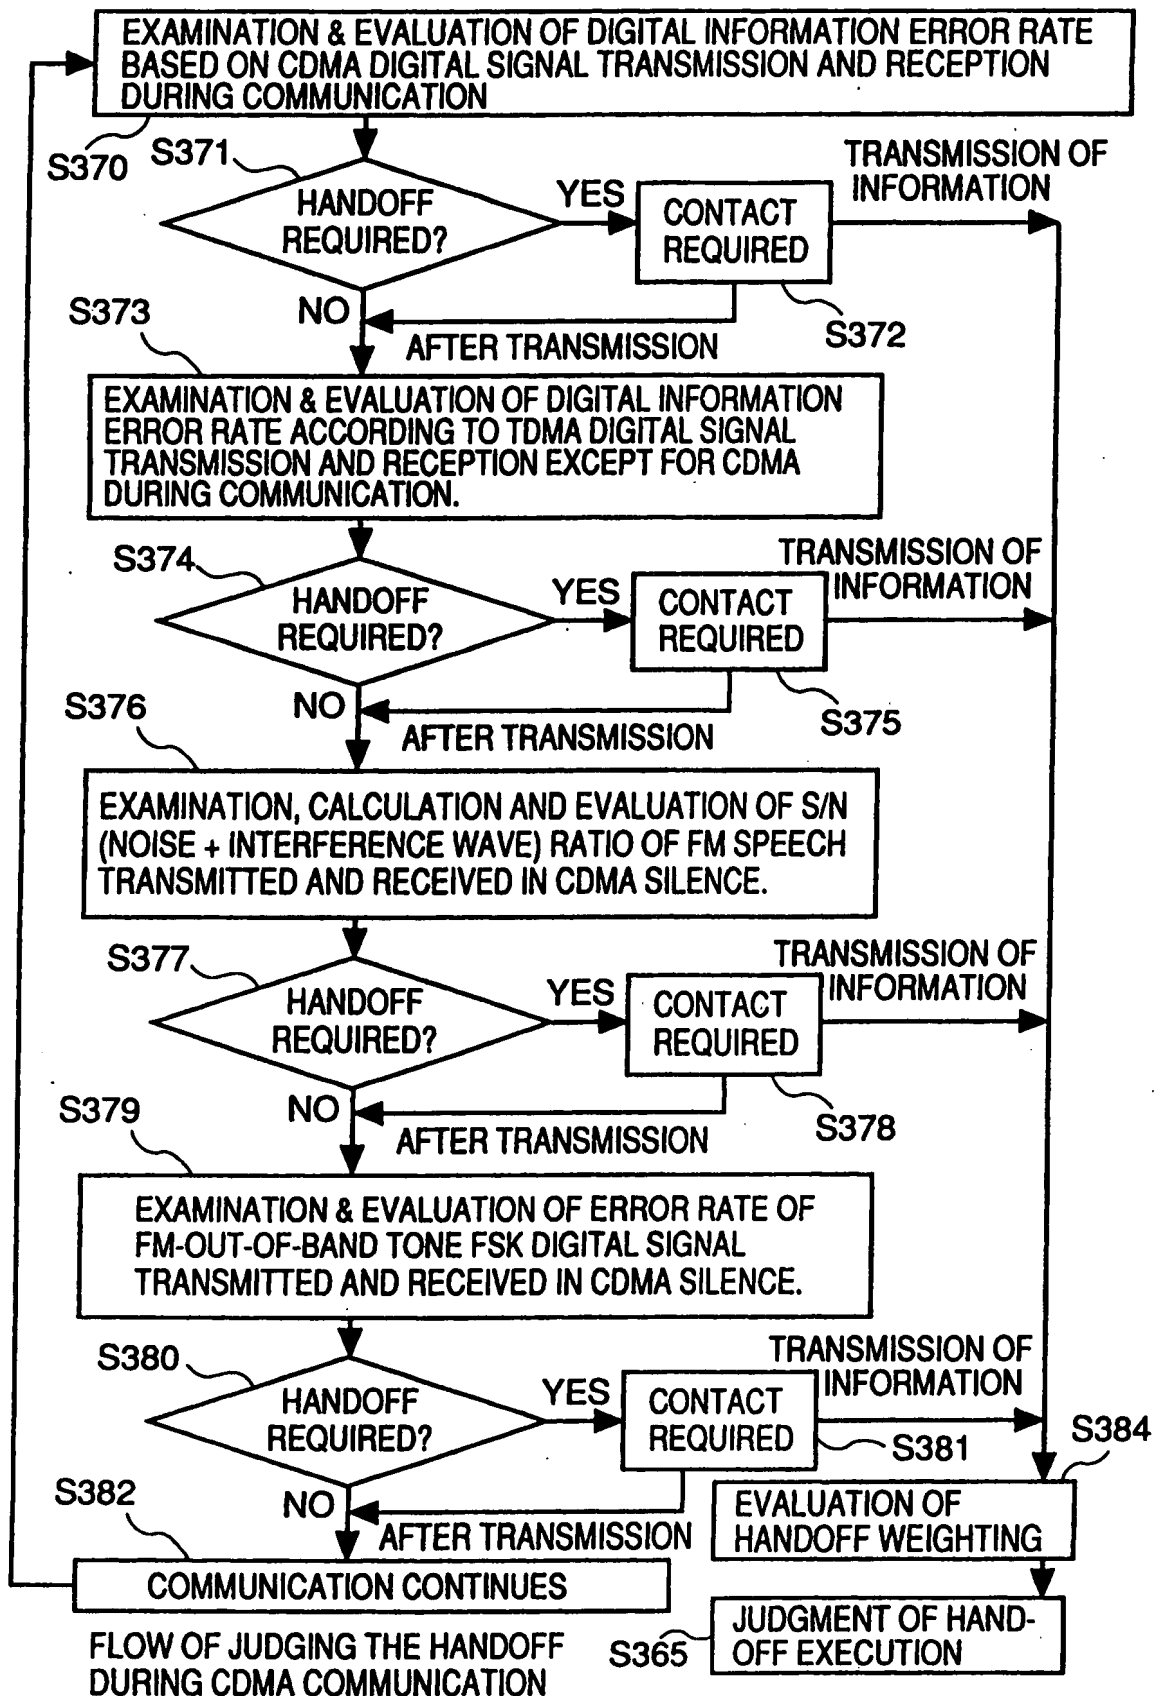 EXAMINATION & EVALUATION OF DIGITAL INFORMATION ERROR RATE
BASED ON CDMA DIGITAL SIGNAL TRANSMISSION AND RECEPTION
DURING COMMUNICATION
S370
S371
HANDOFF
REQUIRED?
YES
CONTACT
REQUIRED
TRANSMISSION OF
INFORMATION
S372
NO
AFTER TRANSMISSION
S373
EXAMINATION & EVALUATION OF DIGITAL INFORMATION
ERROR RATE ACCORDING TO TDMA DIGITAL SIGNAL
TRANSMISSION AND RECEPTION EXCEPT FOR CDMA
DURING COMMUNICATION.
S374
HANDOFF
REQUIRED?
YES
CONTACT
REQUIRED
TRANSMISSION OF
INFORMATION
S375
NO
AFTER TRANSMISSION
S376
EXAMINATION, CALCULATION AND EVALUATION OF S/N
(NOISE + INTERFERENCE WAVE) RATIO OF FM SPEECH
TRANSMITTED AND RECEIVED IN CDMA SILENCE.
S377
HANDOFF
REQUIRED?
YES
CONTACT
REQUIRED
TRANSMISSION OF
INFORMATION
S378
NO
AFTER TRANSMISSION
S379
EXAMINATION & EVALUATION OF ERROR RATE OF
FM-OUT-OF-BAND TONE FSK DIGITAL SIGNAL
TRANSMITTED AND RECEIVED IN CDMA SILENCE.
S380
HANDOFF
REQUIRED?
YES
CONTACT
REQUIRED
TRANSMISSION OF
INFORMATION
S381
S384
NO
AFTER TRANSMISSION
S382
EVALUATION OF
HANDOFF WEIGHTING
COMMUNICATION CONTINUES
JUDGMENT OF HAND-
OFF EXECUTION
S365
FLOW OF JUDGING THE HANDOFF
DURING CDMA COMMUNICATION